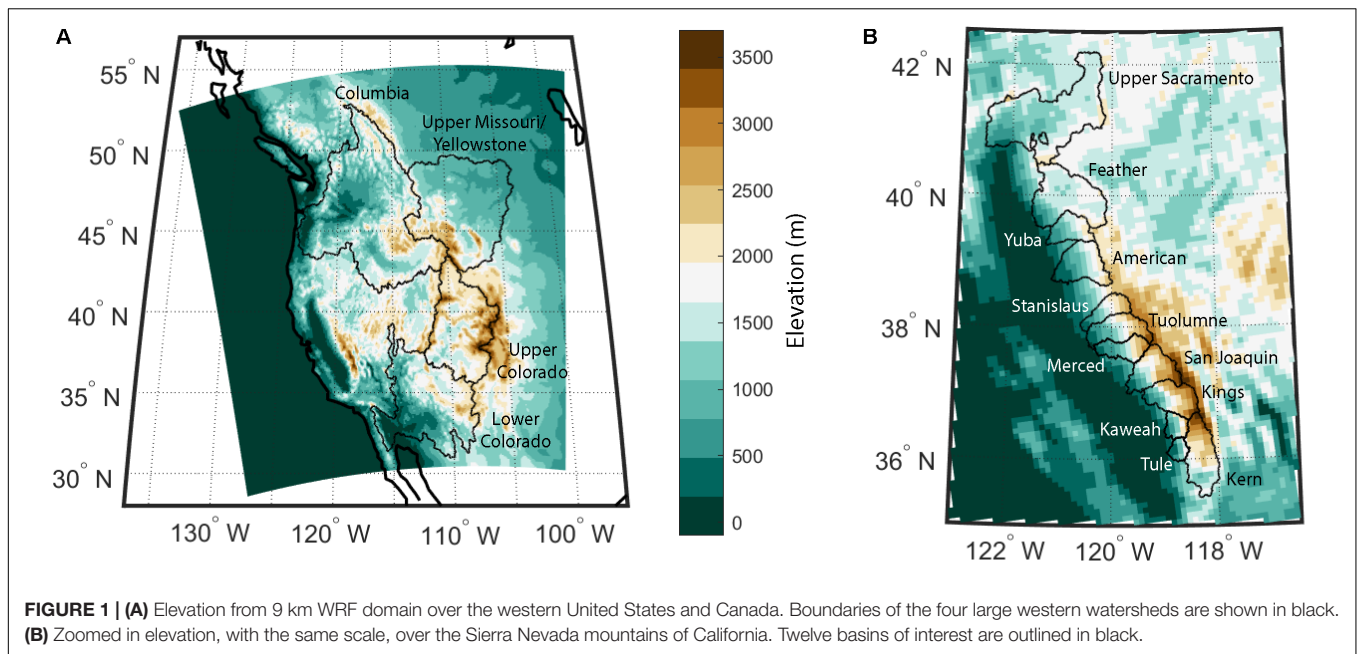 A
55° N
50° N
45° N
40° N
35° N
30° N
130° W
120° W
110° W
100° W
Columbia
Upper Missouri/
Yellowstone
Upper
Colorado
Lower
Colorado
3500
3000
2500
2000
1500
1000
500
0
Elevation (m)
B
42° N
40° N
38° N
36° N
122° W
120° W
118° W
Upper Sacramento
Feather
Yuba
American
Stanislaus
Tuolumne
San Joaquin
Merced
Kings
Kaweah
Tule
Kern
FIGURE 1 | (A) Elevation from 9 km WRF domain over the western United States and Canada. Boundaries of the four large western watersheds are shown in black.
(B) Zoomed in elevation, with the same scale, over the Sierra Nevada mountains of California. Twelve basins of interest are outlined in black.